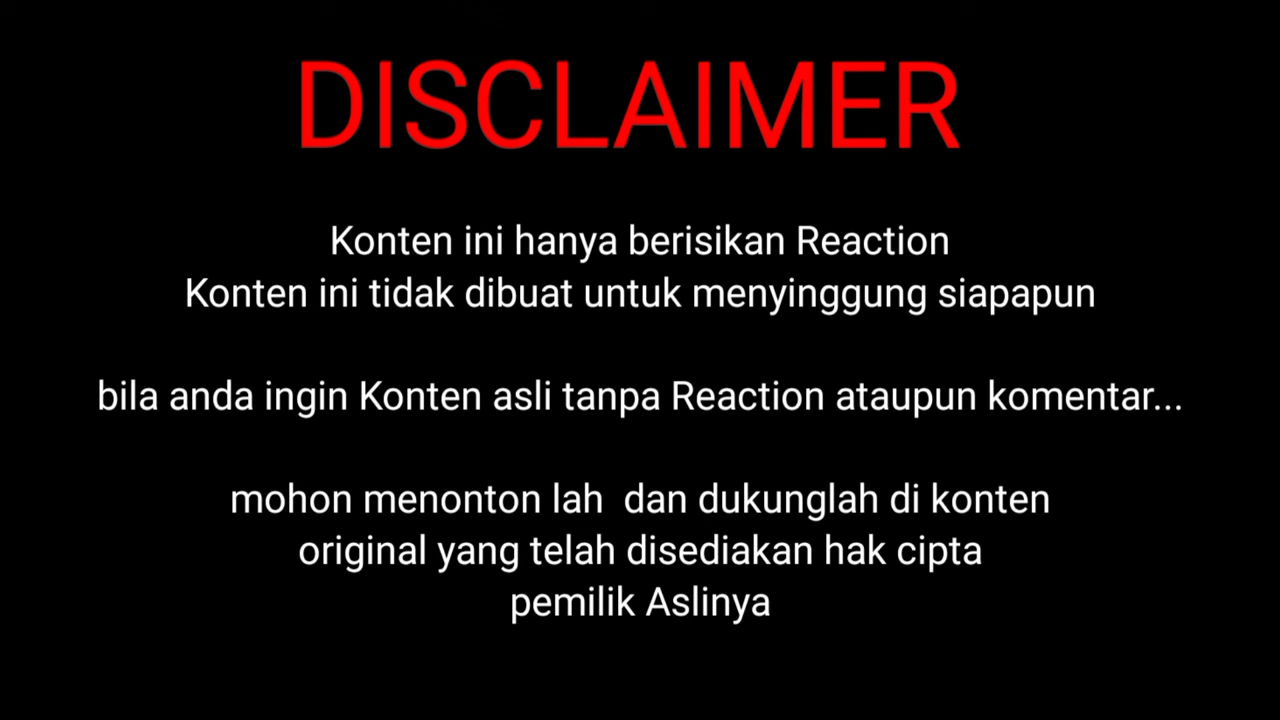 DISCLAIMER
Konten ini hanya berisikan Reaction
Konten ini tidak dibuat untuk menyinggung siapapun
bila anda ingin Konten asli tanpa Reaction ataupun komentar...
mohon menonton lah  dan dukunglah di konten
original yang telah disediakan hak cipta
pemilik Aslinya